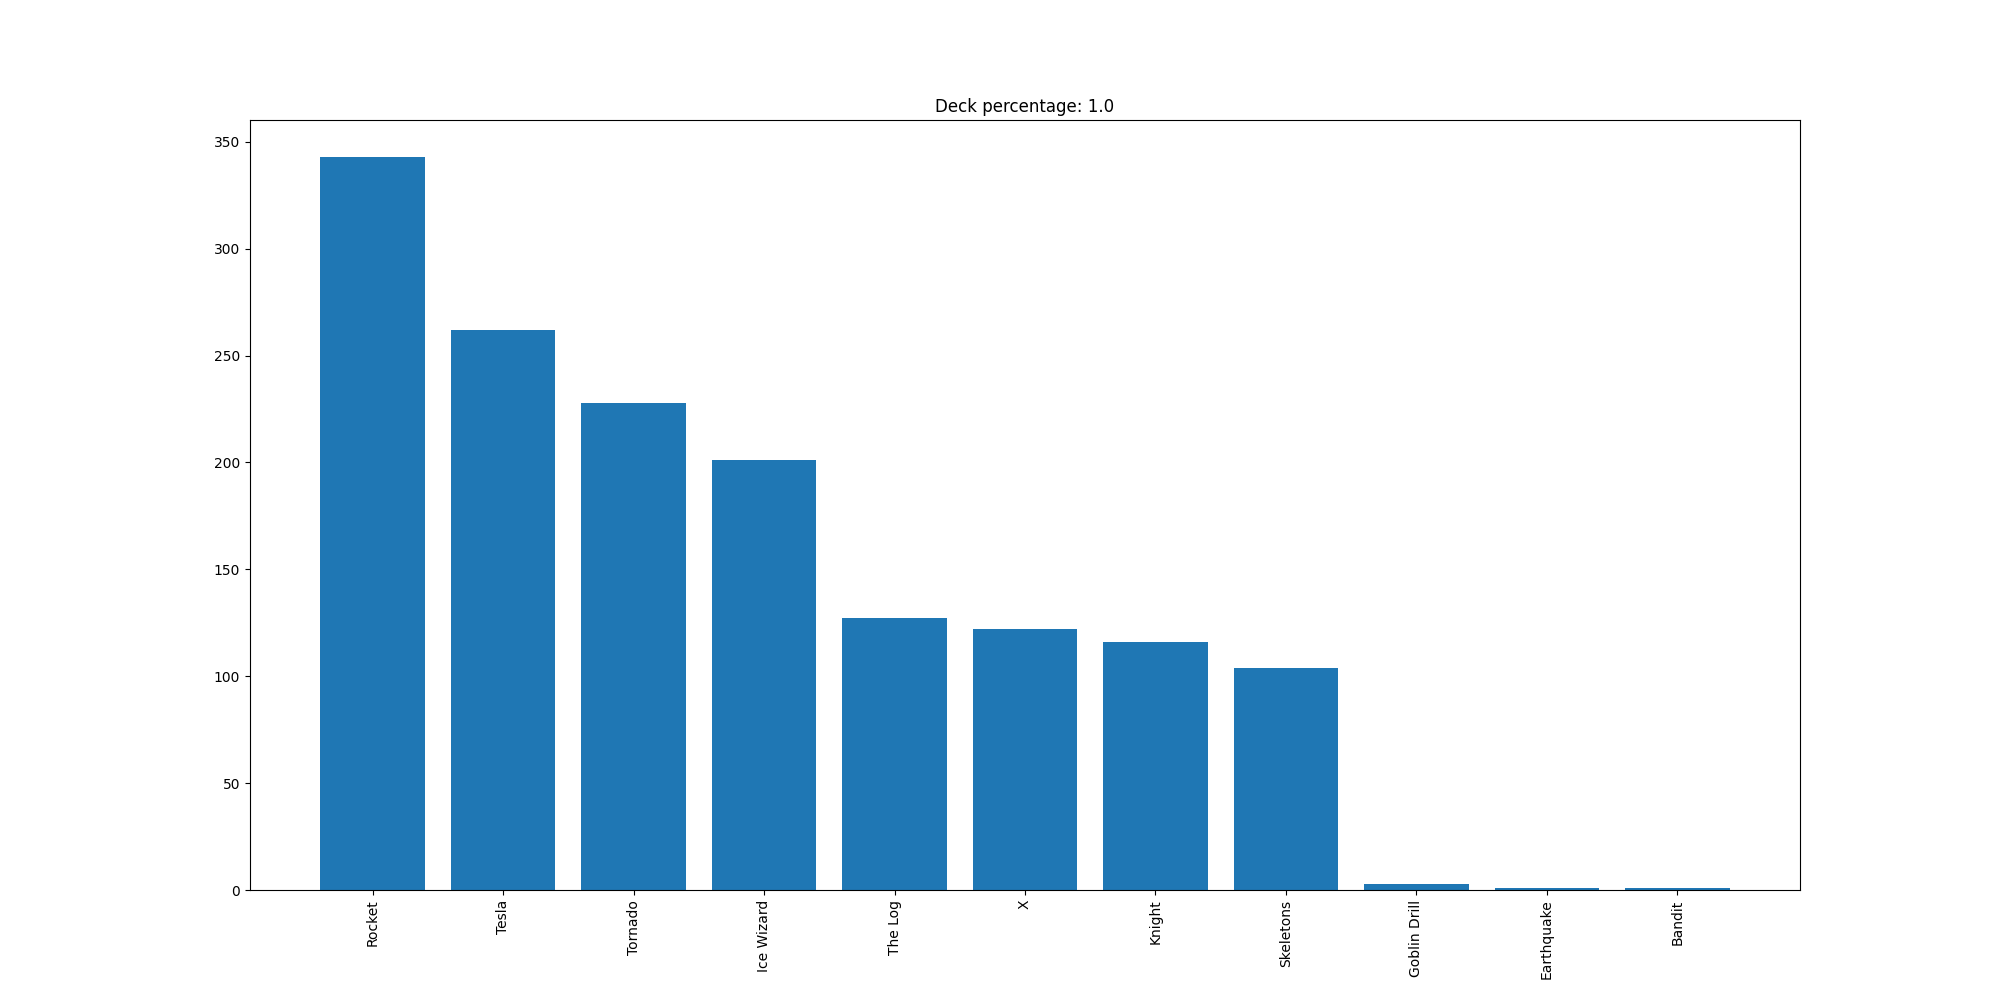 Deck percentage: 1.0
350
300
250
200
150
100
50
0
Rocket
Tesla
Tornado
Ice Wizard
The Log
X
Knight
Skeletons
Goblin Drill
Earthquake
Bandit